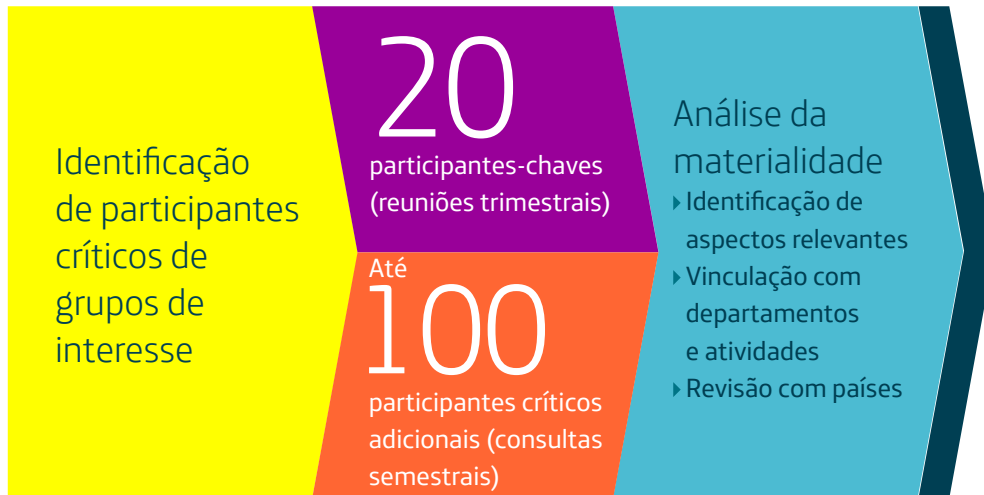 Identificação
de participantes
críticos de
grupos de
interesse
20
participantes-chaves
(reuniões trimestrais)
Até
100
participantes críticos
adicionais (consultas
semestrais)
Análise da
materialidade
Identificação de
aspectos relevantes
Vinculação com
departamentos
e atividades
Revisão com países